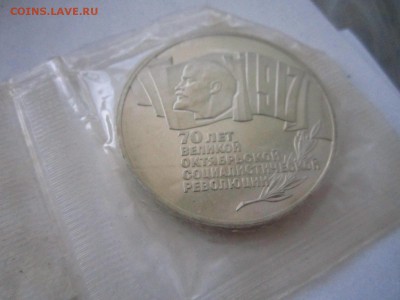 COINS.LAVE.RU
1917
70 ЛЕТ
ВЕЛИКОЙ
ОКТЯБРЬСКОЙ
СОЦИАЛИСТИЧЕСКОЙ
РЕВОЛЮЦИИ